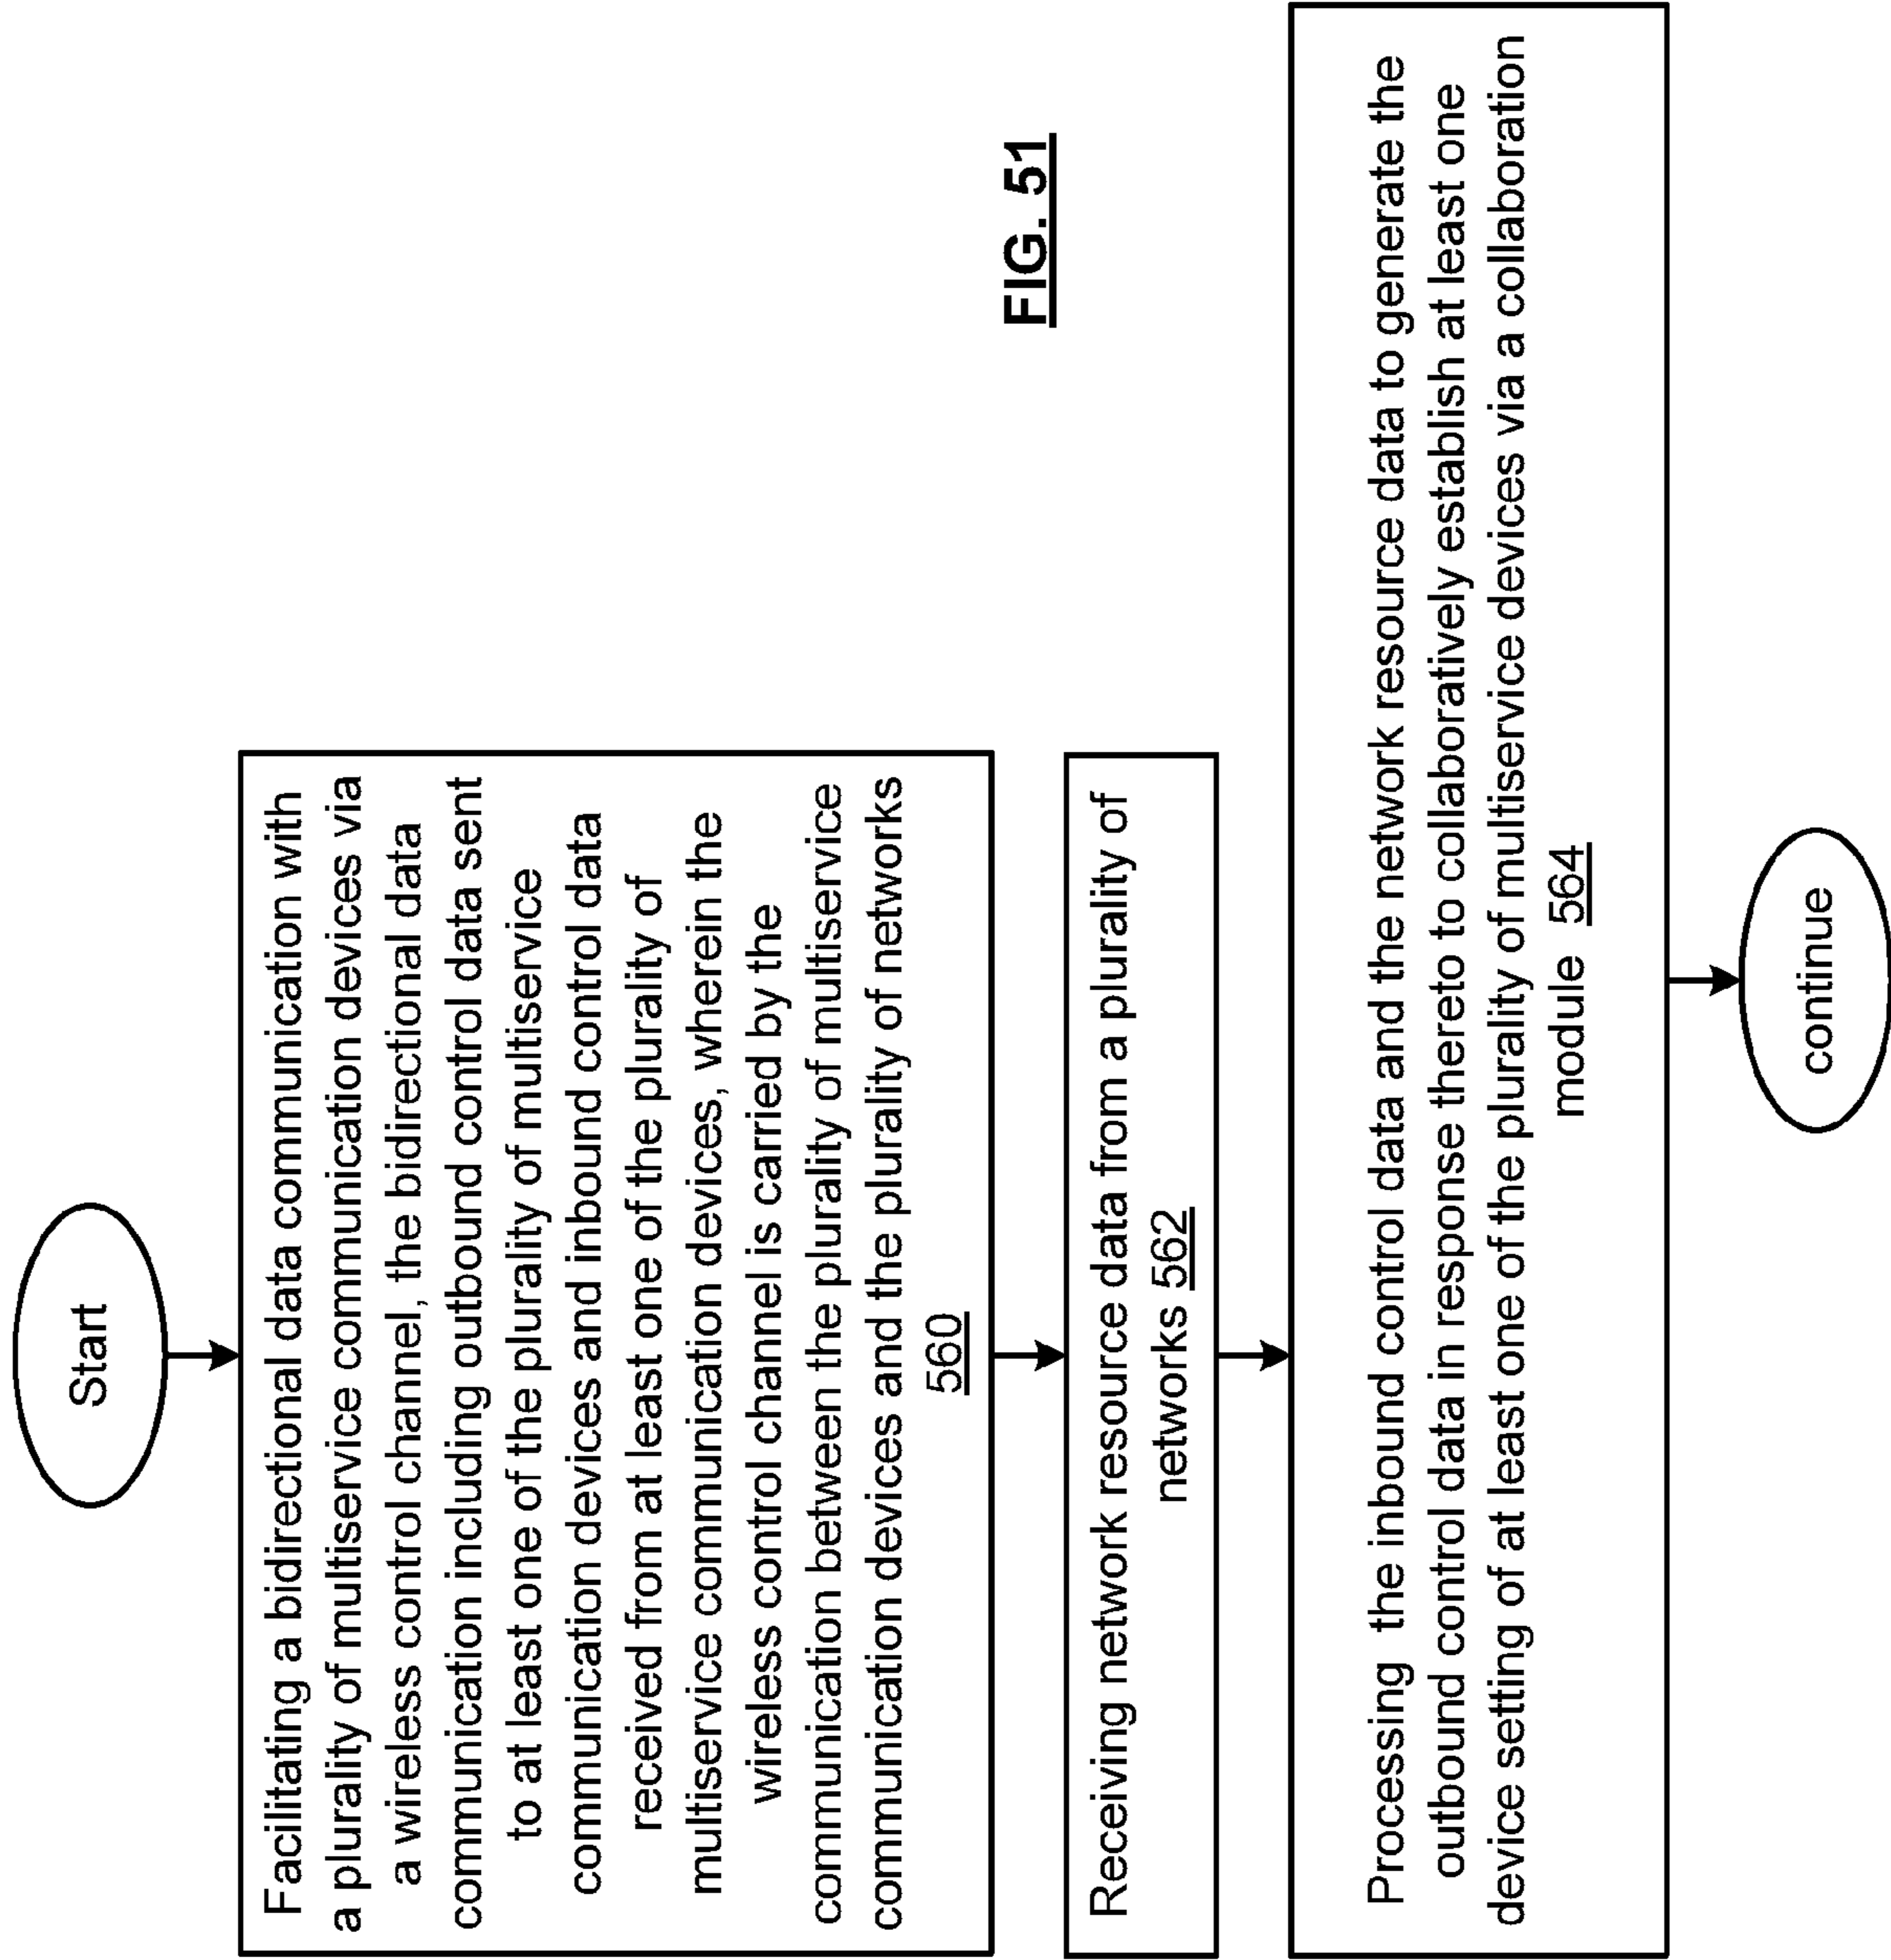 Start
Facilitating a bidirectional data communication with
a plurality of multiservice communication devices via
a wireless control channel, the bidirectional data
communication including outbound control data sent
to at least one of the plurality of multiservice
communication devices and inbound control data
received from at least one of the plurality of
multiservice communication devices, wherein the
wireless control channel is carried by the
communication between the plurality of multiservice
communication devices and the plurality of networks
560
Receiving network resource data from a plurality of
networks 562
Processing the inbound control data and the network resource data to generate the
outbound control data in response thereto to collaboratively establish at least one
device setting of at least one of the plurality of multiservice devices via a collaboration
module 564
continue
FIG. 51